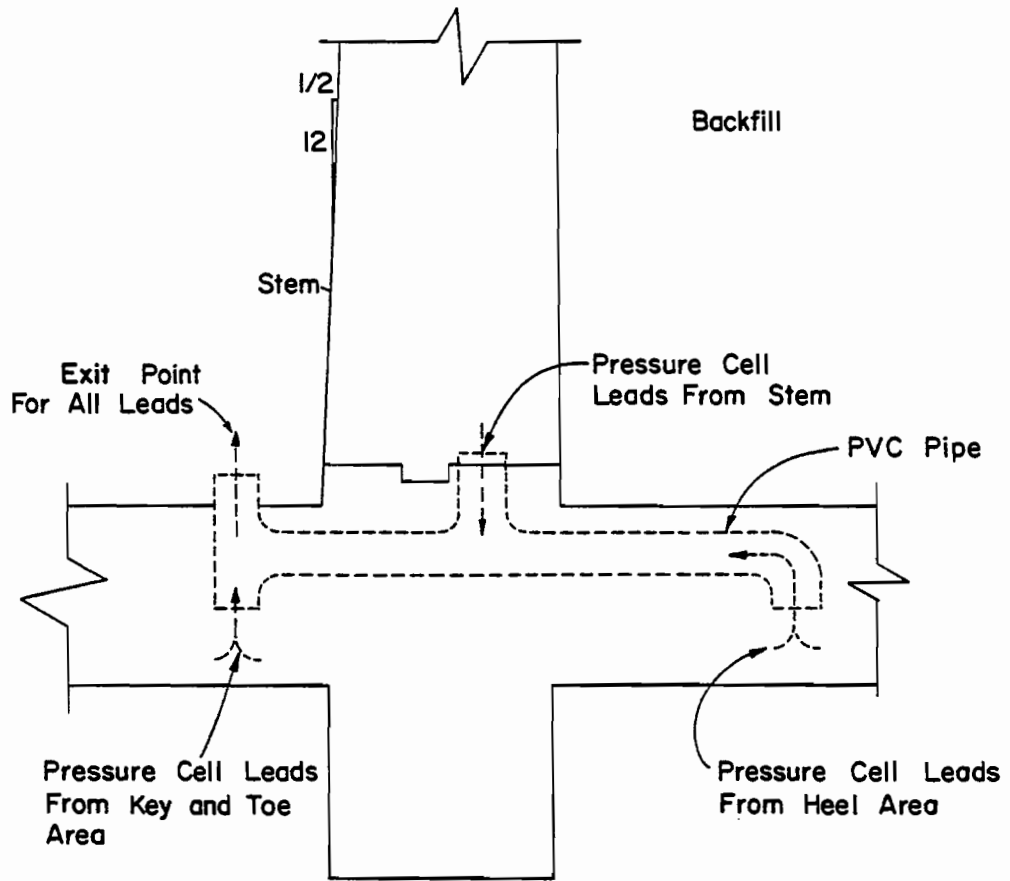 1/2
12
Backfill
Stem
Exit Point
For All Leads
Pressure Cell
Leads From Stem
PVC Pipe
Pressure Cell Leads
From Key and Toe
Area
Pressure Cell Leads
From Heel Area